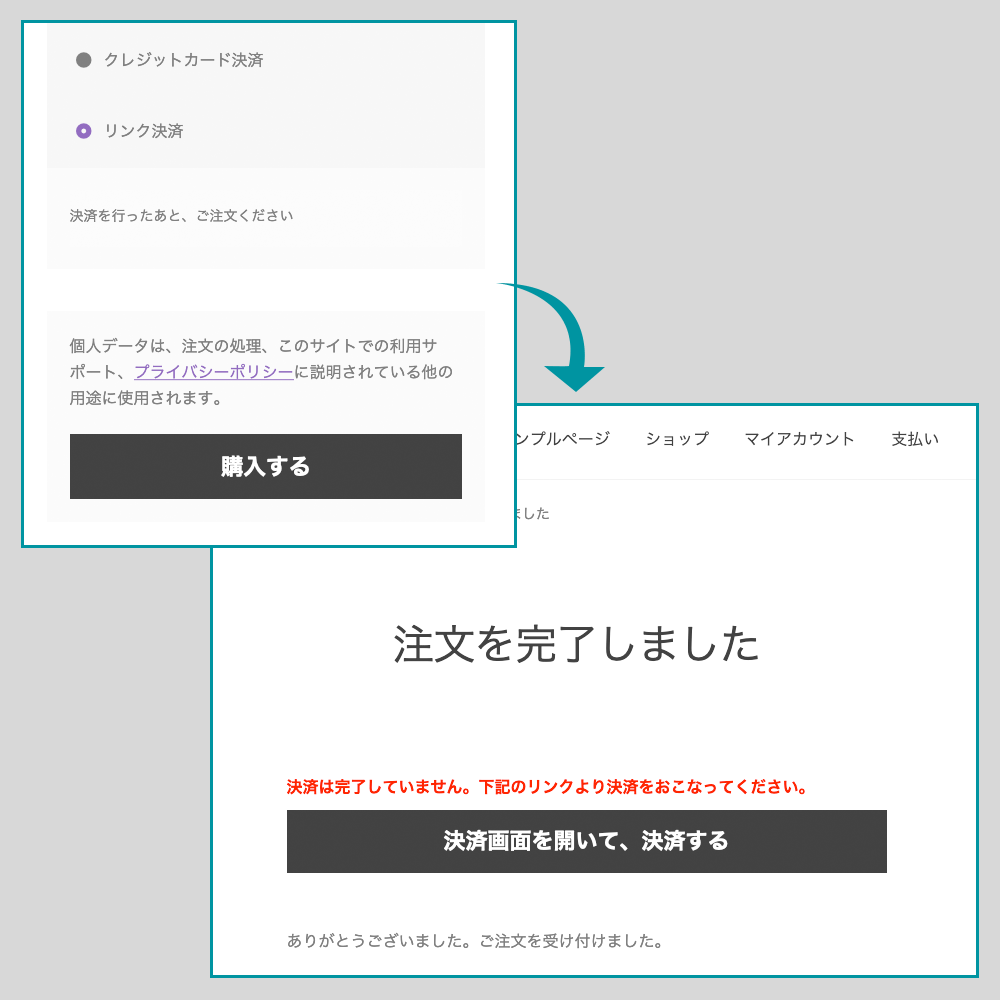 クレジットカード決済
リンク決済
決済を行ったあと、ご注文ください
個人データは、注文の処理、このサイトでの利用サ
ポート、プライバシーポリシーに説明されている他の
用途に使用されます。
購入する
ンプルページ ショップ マイアカウント 支払い
ました
注文を完了しました
決済は完了していません。下記のリンクより決済をおこなってください。
決済画面を開いて、決済する
ありがとうございました。ご注文を受け付けました。